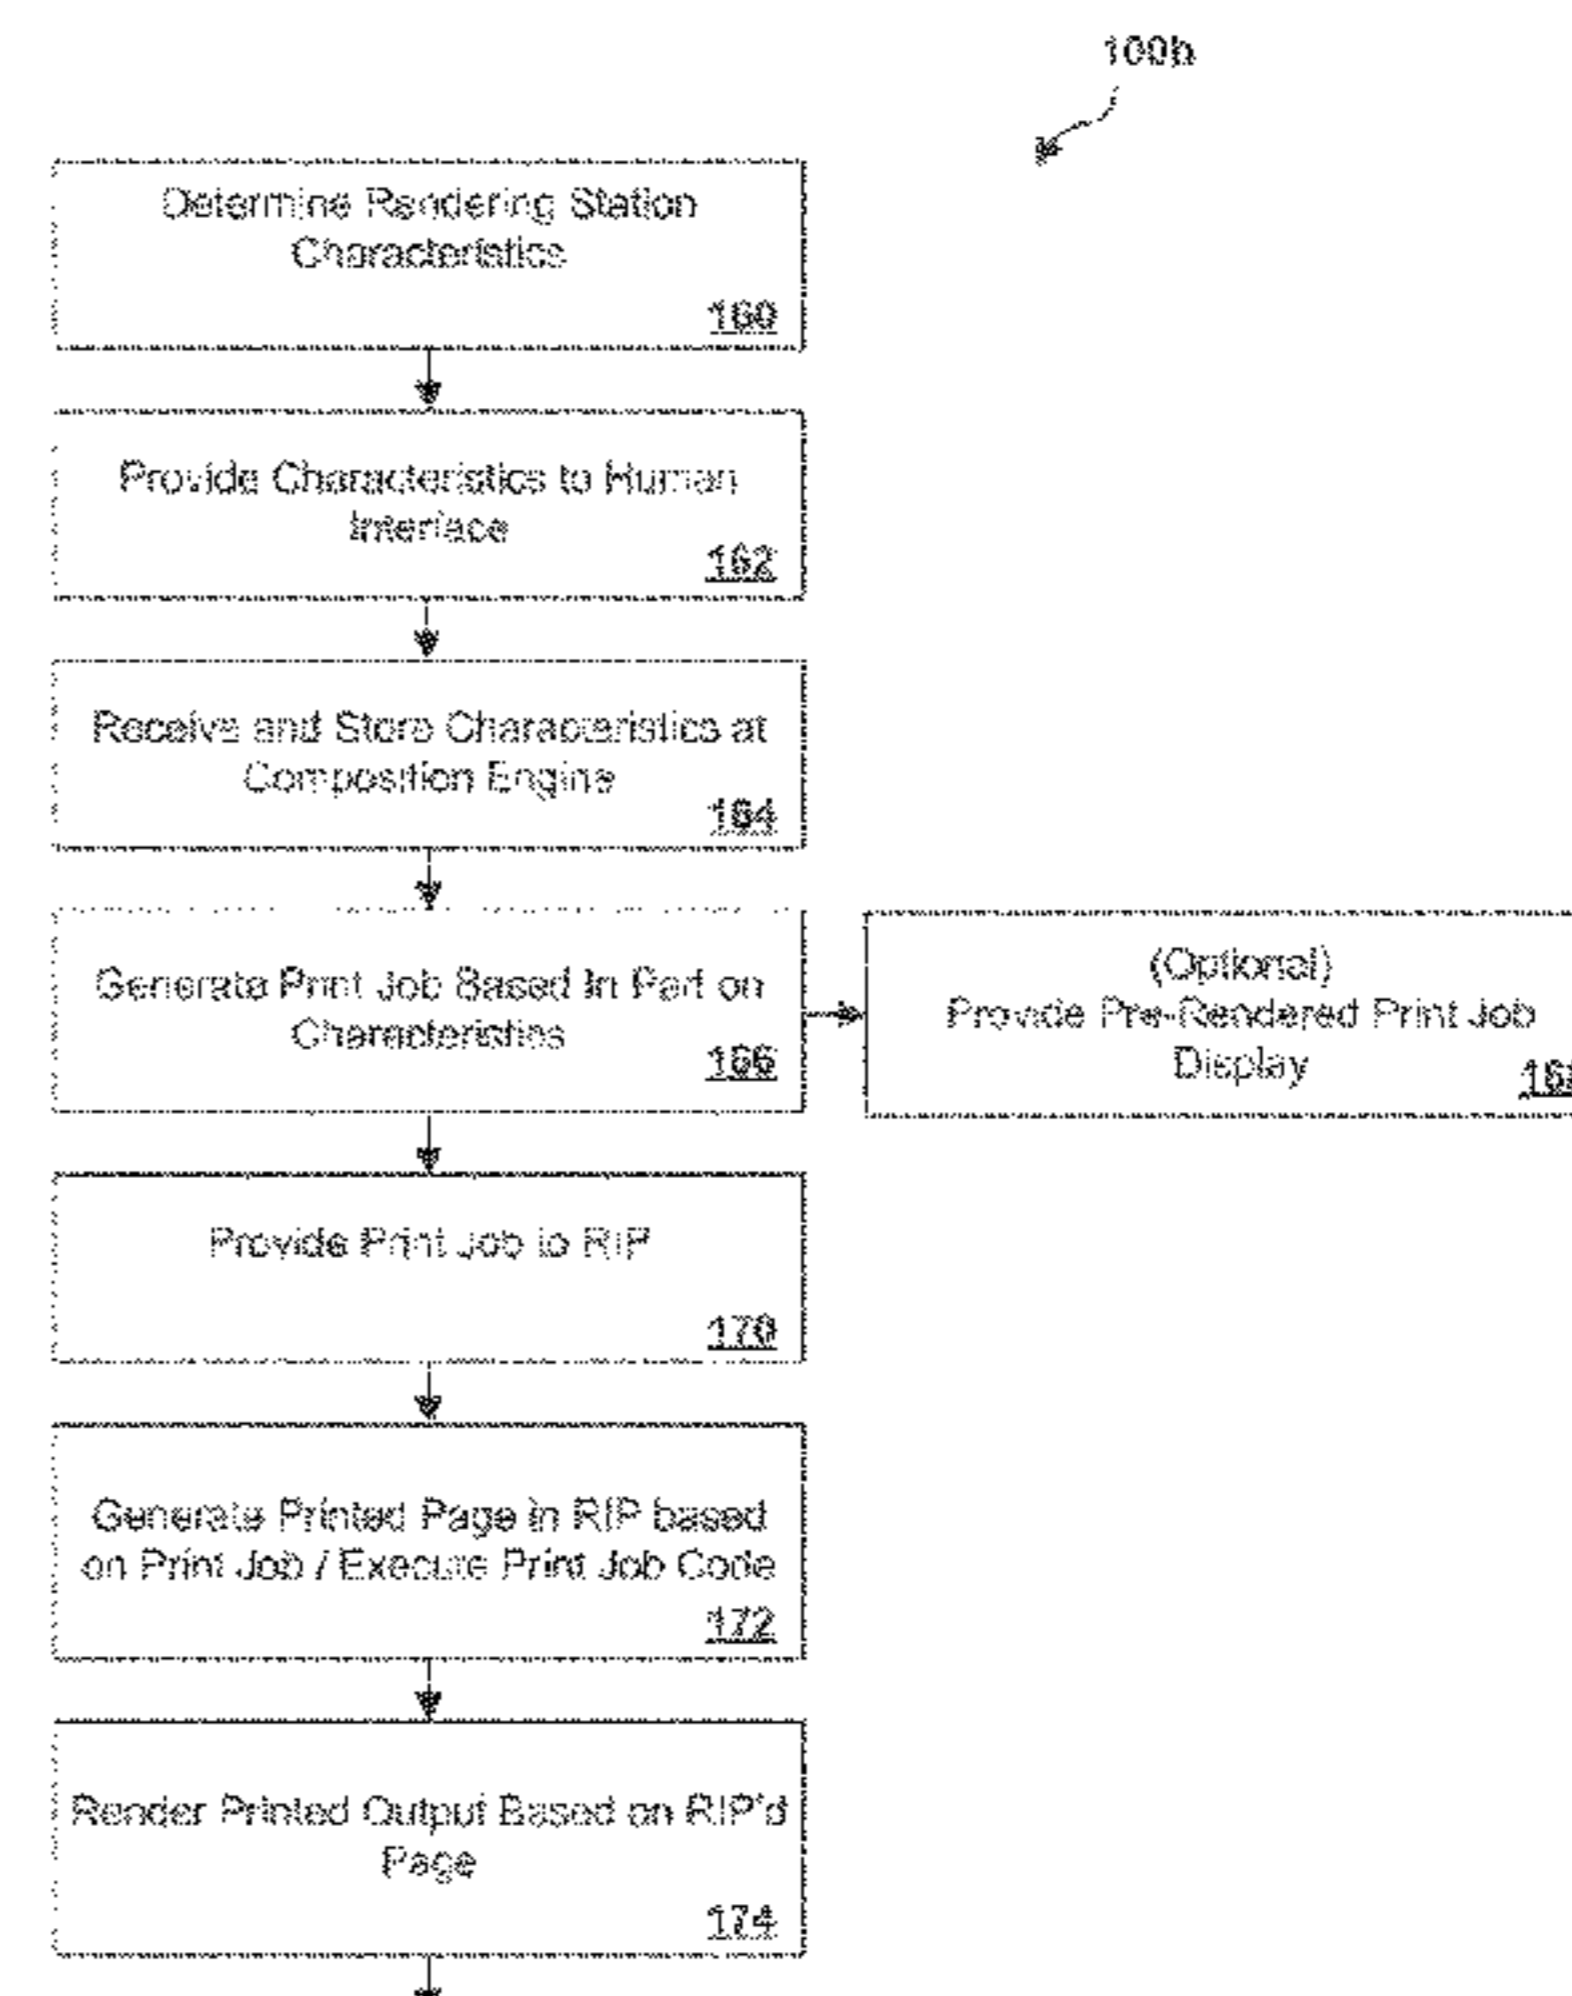 100b
Determine Rendering Station
Characteristics
160
Provide Characteristics to Human
Interface
162
Receive and Store Characteristics at
Composition Engine
164
Generate Print Job Based In Part on
Characteristics
166
(Optional)
Provide Pre-Rendered Print Job
Display
Provide Print Job to RIP
170
Generate Printed Page in RIP based
on Print Job / Execute Print Job Code
172
Render Printed Output Based on RIP'd
Page
174